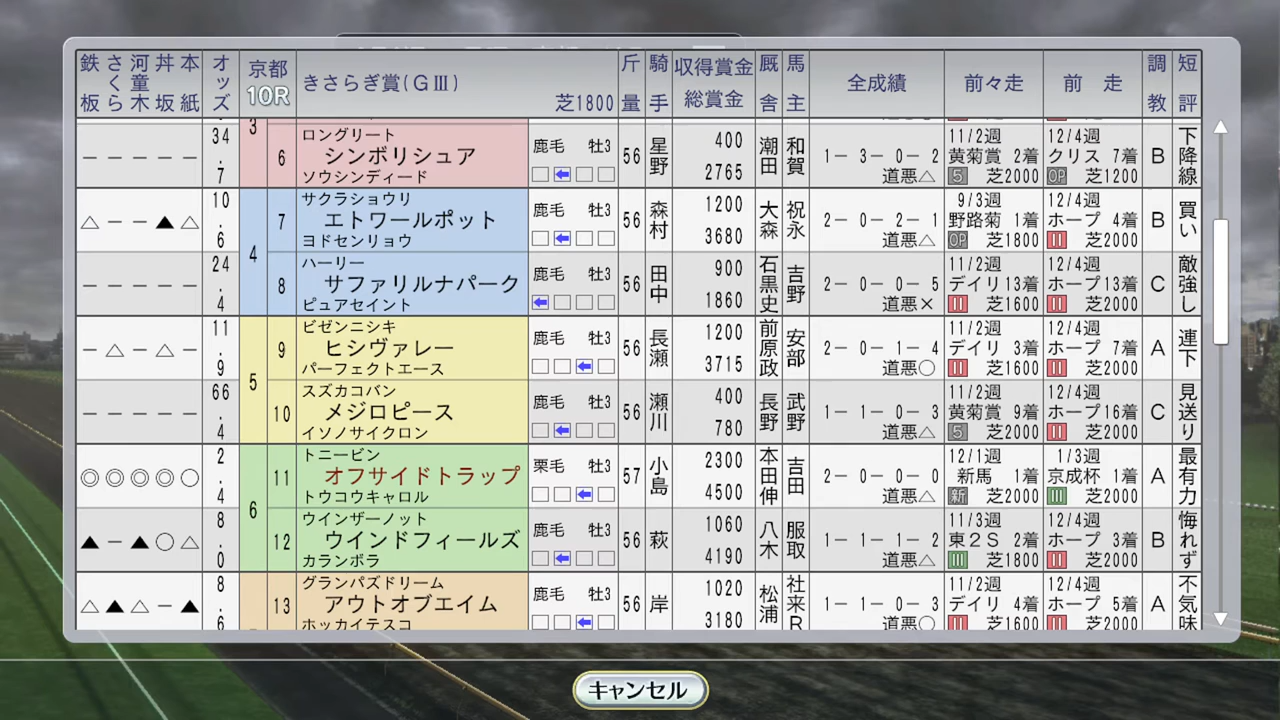 鉄板 さくら 河童木 丼坂 本紙 オッズ 京都10R きさらぎ賞(GⅢ) 芝1800 斤量 騎手 収得賞金 総賞金 厩舎 馬主 全成績 前々走 前 走 調教 短評
－ － － － － 34.7 3 6 ロングリート
シンボリシュア
ソウシンディード
鹿毛 牡3 56 星野 400 2765 潮田 和賀 1－ 3－ 0－ 2 道悪△ 11/2週 黄菊賞 2着 5 芝2000 12/4週 クリス 7着 OP 芝1200 B 下降線
△ － － ▲ △ 10.6 4 7 サクラショウリ
エトワールポット
ヨドセンリョウ
鹿毛 牡3 56 森村 1200 3680 大森 祝永 2－ 0－ 2－ 1 道悪△ 9/3週 野路菊 1着 OP 芝1800 12/4週 ホープ 4着 Ⅱ 芝2000 B 買い
－ － － － － 24.4 8 ハーリー
サファリルナパーク
ピュアセイント
鹿毛 牡3 56 田中 900 1860 石黒史 吉野 2－ 0－ 0－ 5 道悪× 11/2週 デイリ 13着 Ⅱ 芝1600 12/4週 ホープ 13着 Ⅱ 芝2000 C 敵強し
－ △ － △ － 11.9 5 9 ビゼンニシキ
ヒシヴァレー
パーフェクトエース
鹿毛 牡3 56 長瀬 1200 3715 前原政 安部 2－ 0－ 1－ 4 道悪○ 11/2週 デイリ 3着 Ⅱ 芝1600 12/4週 ホープ 7着 Ⅱ 芝2000 A 連下
－ － － － － 66.4 10 スズカコバン
メジロピース
イソノサイクロン
鹿毛 牡3 56 瀬川 400 780 長野 武野 1－ 1－ 0－ 3 道悪△ 11/2週 黄菊賞 9着 5 芝2000 12/4週 ホープ 16着 Ⅱ 芝2000 C 見送り
◎ ◎ ◎ ◎ ○ 2.4 6 11 トニービン
オフサイドトラップ
トウコウキャロル
栗毛 牡3 57 小島 2300 4500 本田伸 吉田 2－ 0－ 0－ 0 道悪△ 12/1週 新馬 1着 新 芝2000 1/3週 京成杯 1着 Ⅲ 芝2000 A 最有力
▲ － ▲ ○ △ 8.0 12 ウインザーノット
ウインドフィールズ
カランボラ
鹿毛 牡3 56 萩 1060 4190 八木 服取 1－ 1－ 1－ 2 道悪△ 11/3週 東2S 2着 Ⅲ 芝1800 12/4週 ホープ 3着 Ⅱ 芝2000 B 侮れず
△ ▲ △ － ▲ 8.6 13 グランパズドリーム
アウトオブエイム
ホッカイテスコ
鹿毛 牡3 56 岸 1020 3180 松浦 社来R 1－ 1－ 0－ 3 道悪○ 11/2週 デイリ 4着 Ⅱ 芝1600 12/4週 ホープ 5着 Ⅱ 芝2000 A 不気味
キャンセル